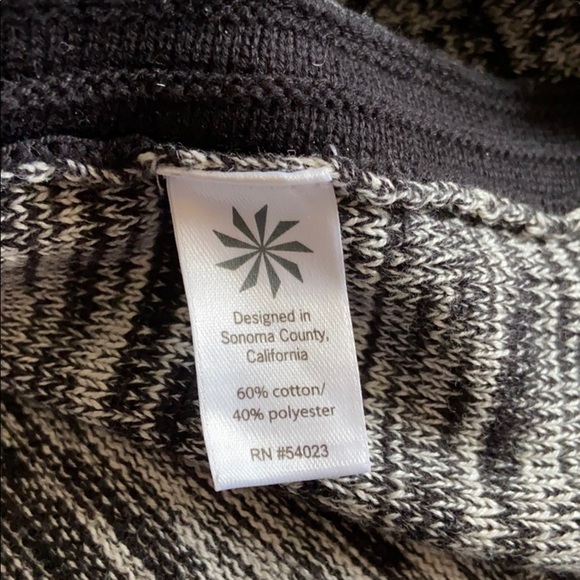 Designed in
Sonoma County,
California
60% cotton/
40% polyester
RN #54023